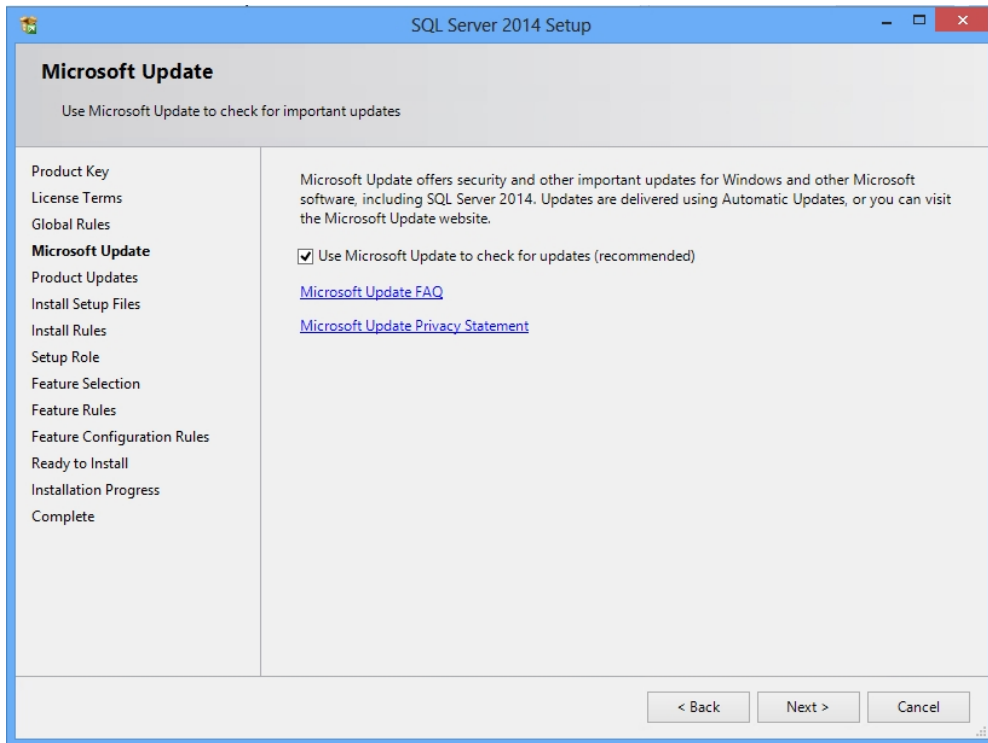 SQL Server 2014 Setup
Microsoft Update
Use Microsoft Update to check for important updates
Product Key
License Terms
Global Rules
Microsoft Update
Product Updates
Install Setup Files
Install Rules
Setup Role
Feature Selection
Feature Rules
Feature Configuration Rules
Ready to Install
Installation Progress
Complete
Microsoft Update offers security and other important updates for Windows and other Microsoft
software, including SQL Server 2014. Updates are delivered using Automatic Updates, or you can visit
the Microsoft Update website.
Use Microsoft Update to check for updates (recommended)
Microsoft Update FAQ
Microsoft Update Privacy Statement
< Back
Next >
Cancel